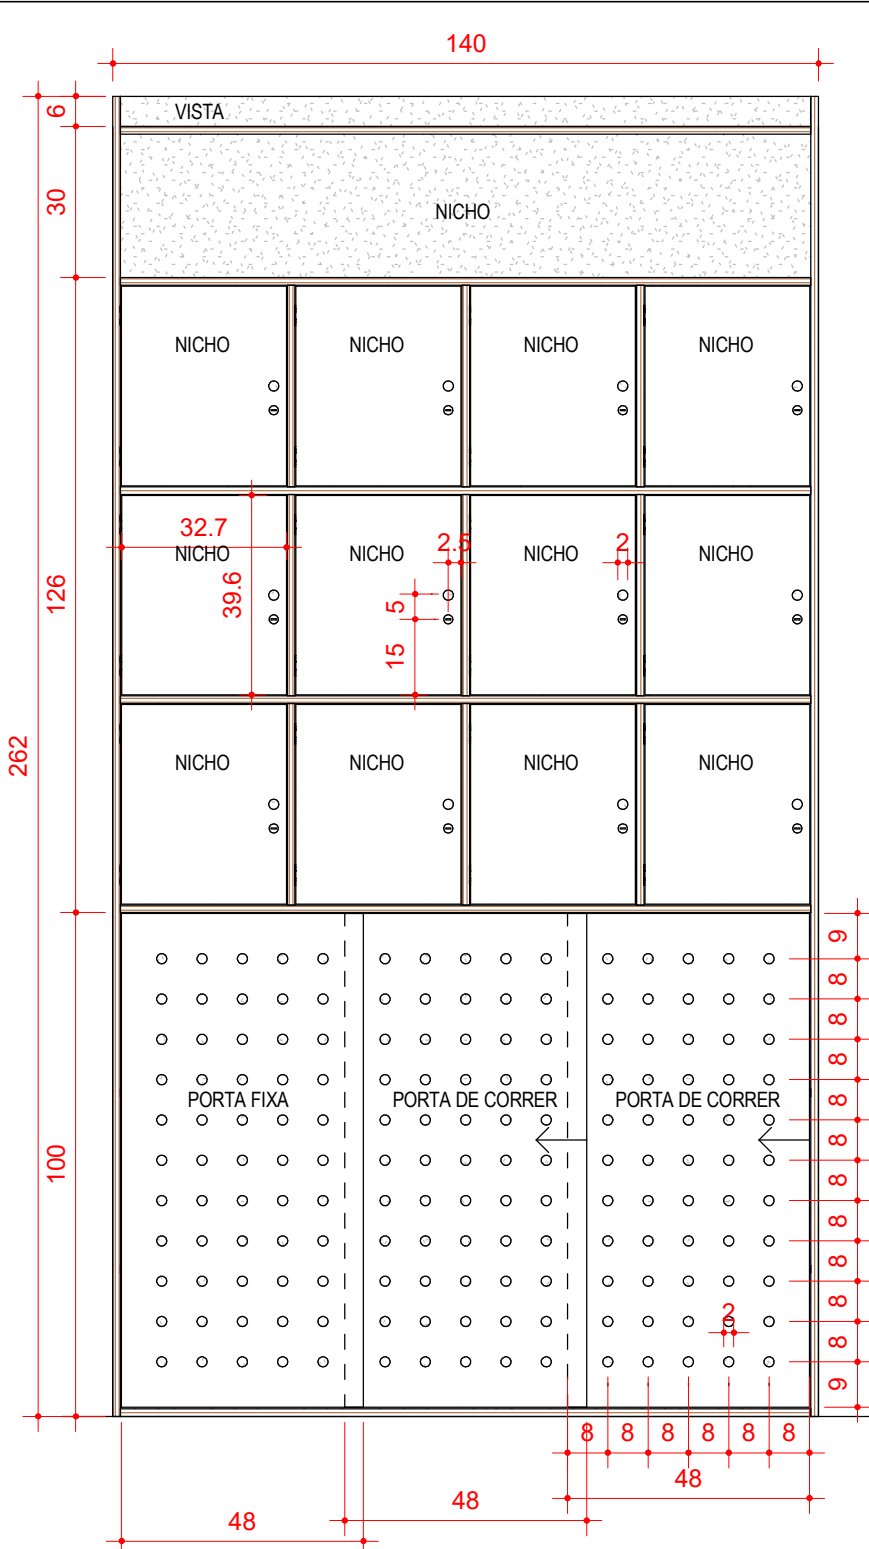 140
6
VISTA
30
NICHO
NICHO
NICHO
NICHO
NICHO
32.7
2.5
2
NICHO
NICHO
NICHO
NICHO
126
39.6
5
15
262
NICHO
NICHO
NICHO
NICHO
9
8
8
8
PORTA FIXA
PORTA DE CORRER
PORTA DE CORRER
8
8
100
8
8
8
8
2
8
9
8
8
8
8
8
8
48
48
48